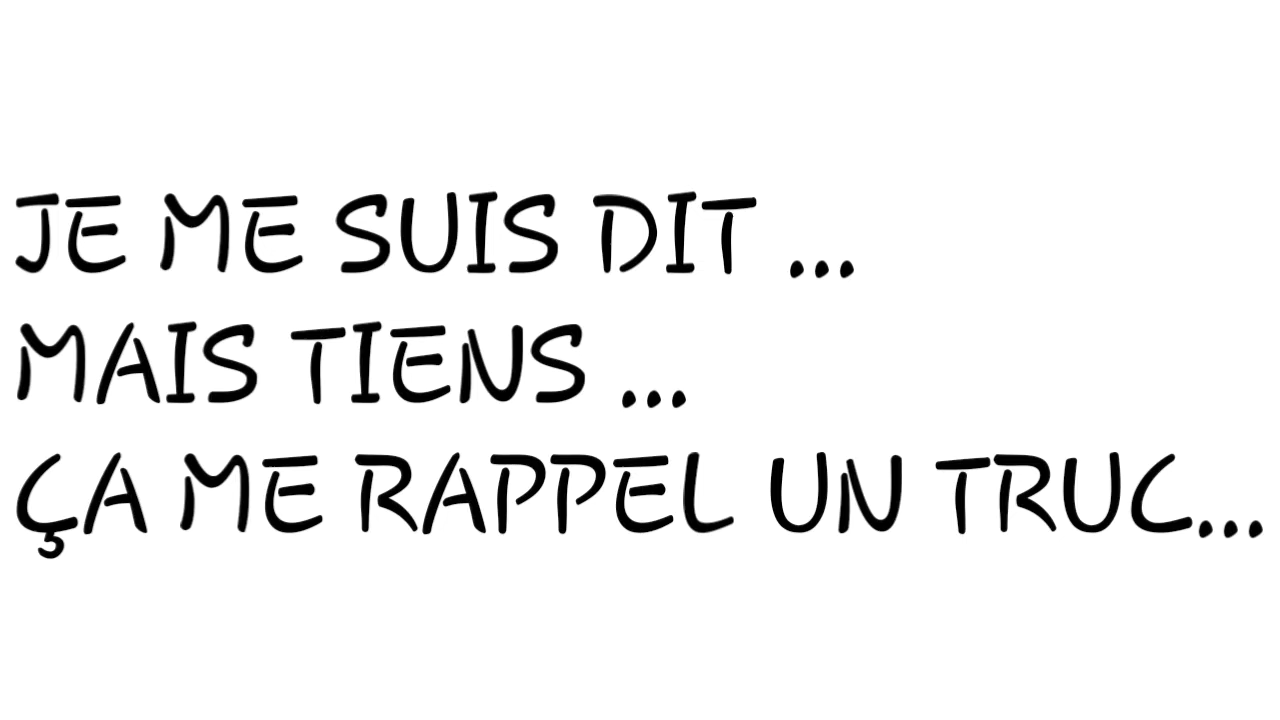 JE ME SUIS DIT ...
MAIS TIENS ...
ÇA ME RAPPEL UN TRUC...